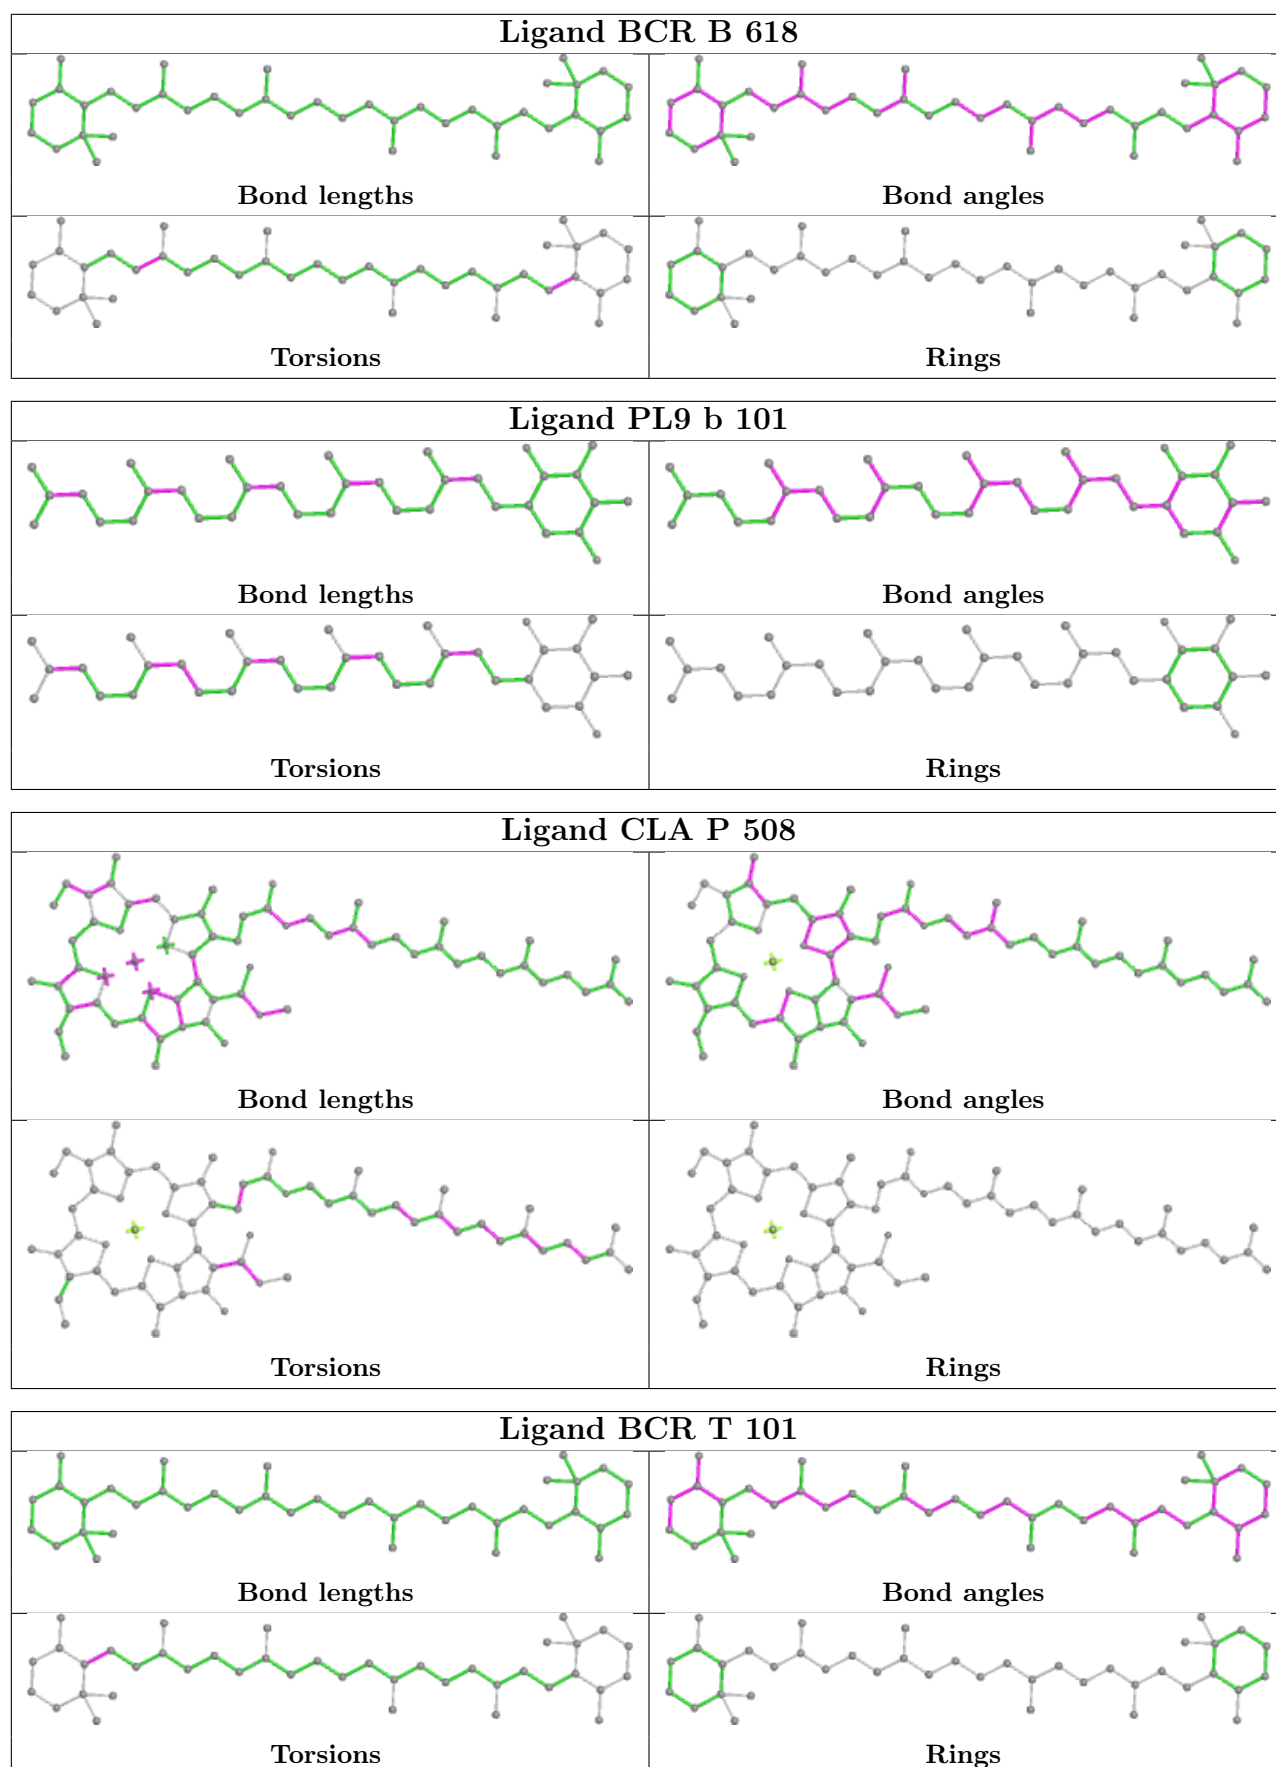 Ligand BCR B 618
Bond lengths
Bond angles
Torsions
Rings
Ligand PL9 b 101
Bond lengths
Bond angles
Torsions
Rings
Ligand CLA P 508
Bond lengths
Bond angles
Torsions
Rings
Ligand BCR T 101
Bond lengths
Bond angles
Torsions
Rings